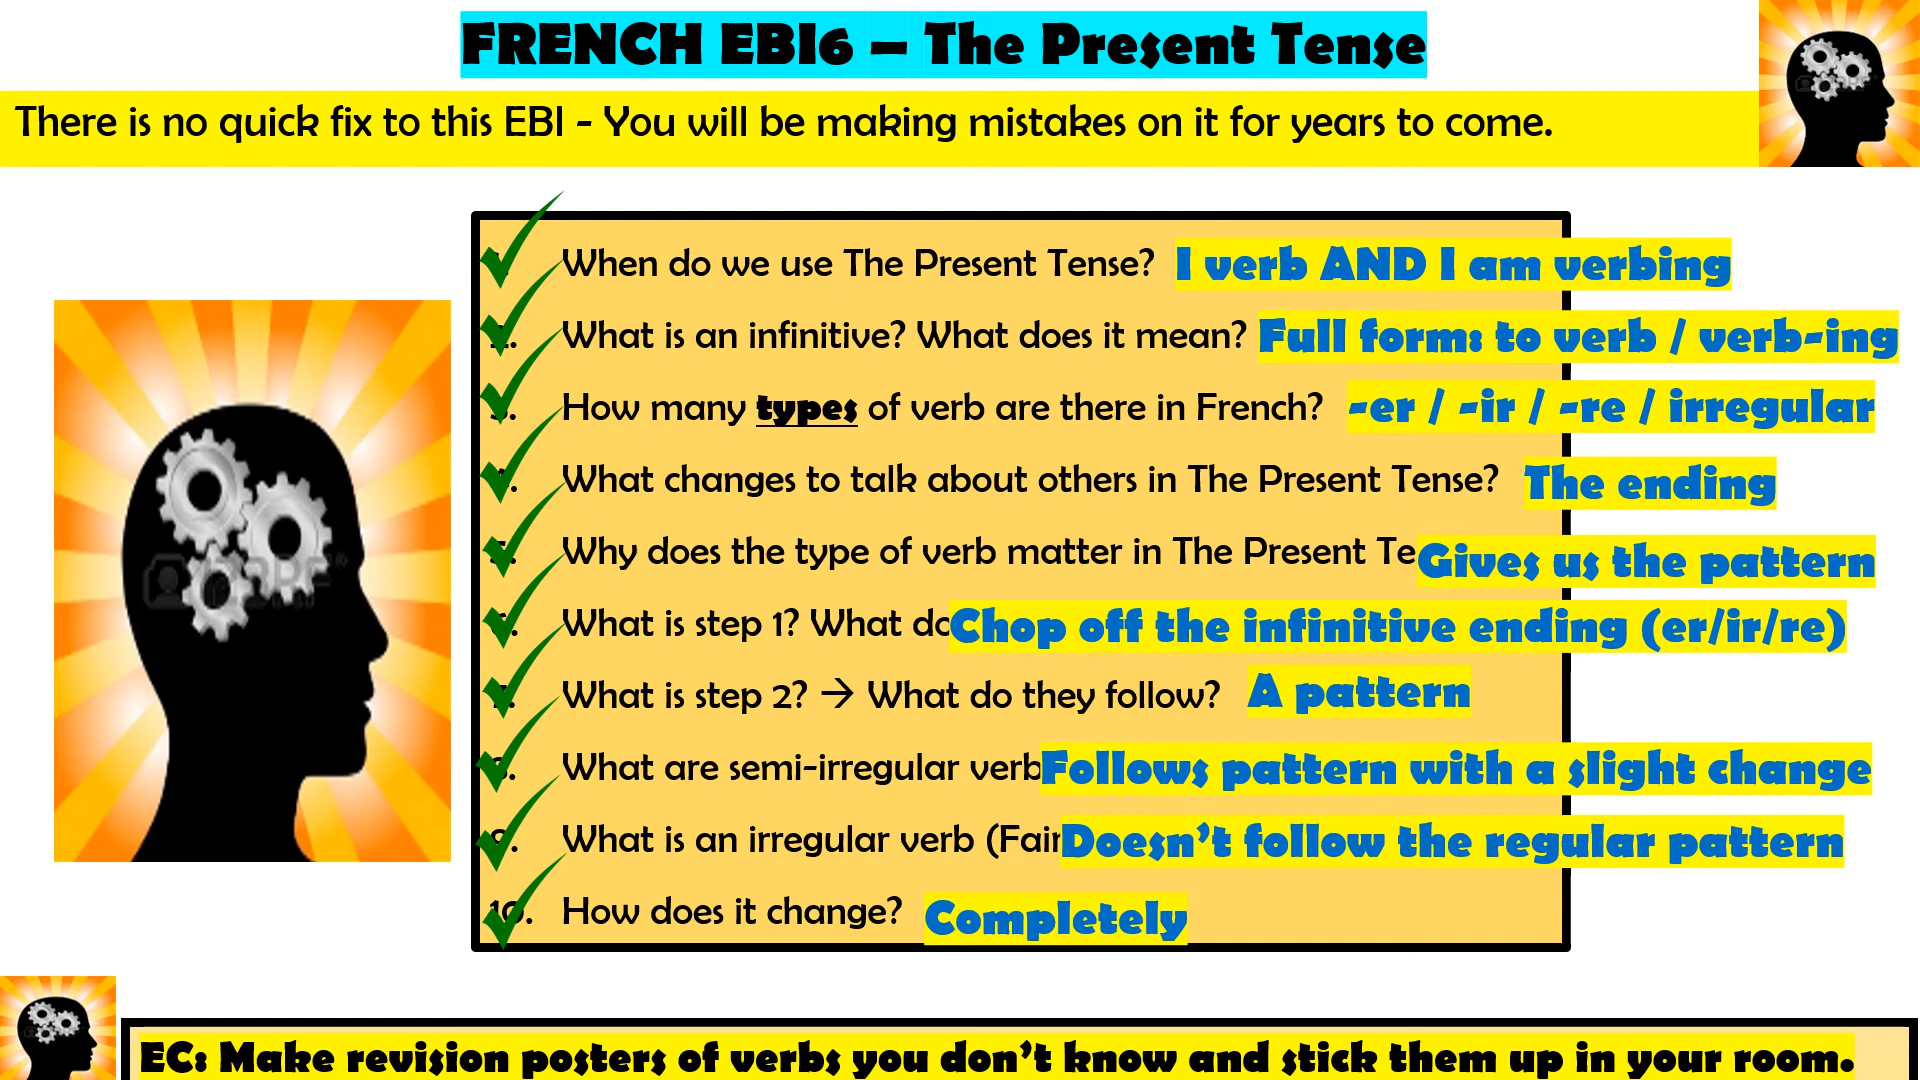 FRENCH EBI6 – The Present Tense
There is no quick fix to this EBI - You will be making mistakes on it for years to come.
When do we use The Present Tense? I verb AND I am verbing
2. What is an infinitive? What does it mean? Full form: to verb / verb-ing
3. How many types of verb are there in French? -er / -ir / -re / irregular
What changes to talk about others in The Present Tense? The ending
5. Why does the type of verb matter in The Present Te Gives us the pattern
What is step 1? What do Chop off the infinitive ending (er/ir/re)
7. What is step 2? → What do they follow? A pattern
8. What are semi-irregular verb Follows pattern with a slight change
9. What is an irregular verb (Fair Doesn't follow the regular pattern
10. How does it change? Completely
EC: Make revision posters of verbs you don't know and stick them up in your room.